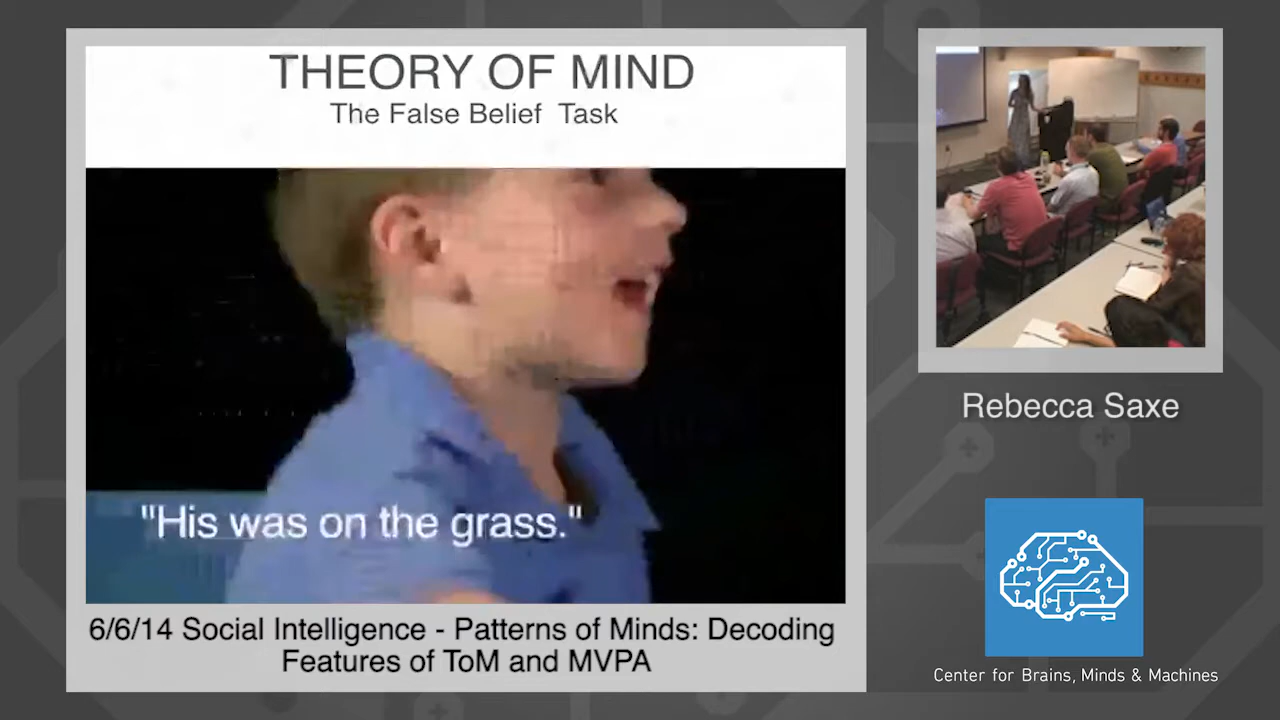 THEORY OF MIND
The False Belief Task
"His was on the grass."
6/6/14 Social Intelligence - Patterns of Minds: Decoding
Features of ToM and MVPA
Rebecca Saxe
Center for Brains, Minds & Machines